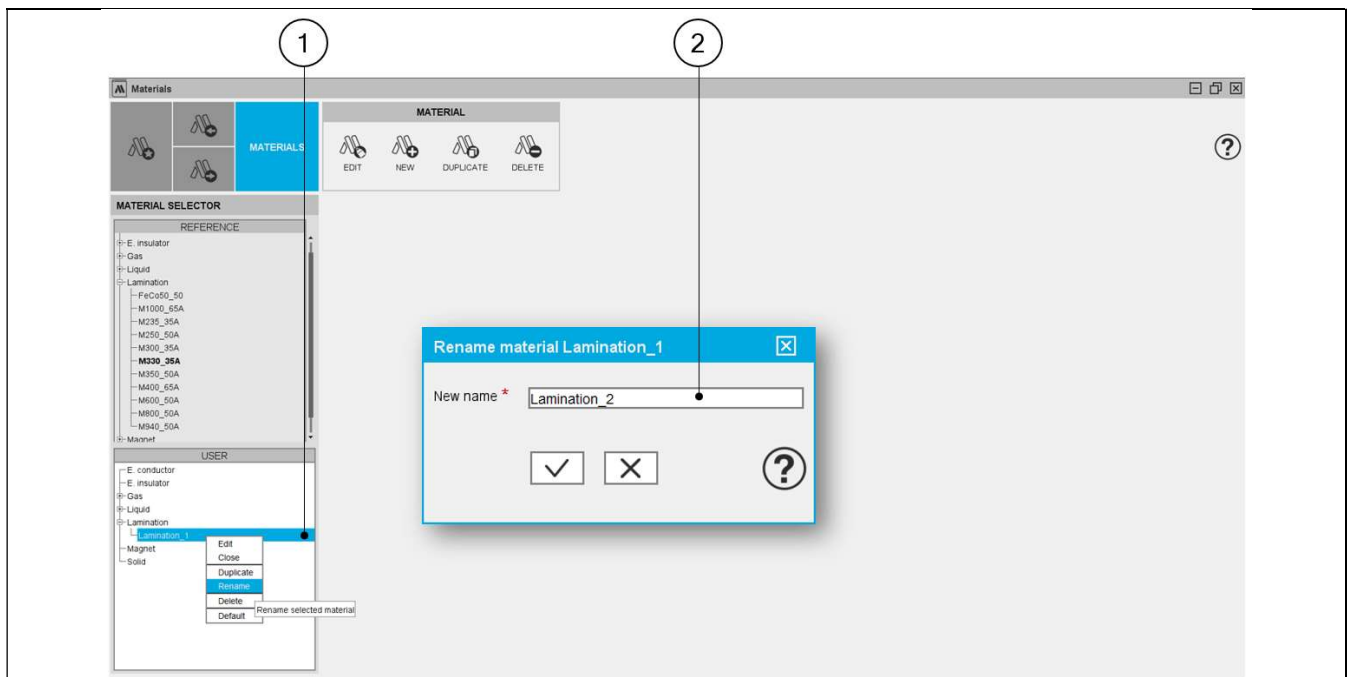 1
2
Materials
MATERIALS
MATERIAL
EDIT
NEW
DUPLICATE
DELETE
?
MATERIAL SELECTOR
REFERENCE
E. insulator
Gas
Liquid
Lamination
FeCo50_50
M1000_65A
M235_35A
M250_50A
M300_35A
M330_35A
M350_50A
M400_65A
M600_50A
M800_50A
M940_50A
Magnet
USER
E. conductor
E. insulator
Gas
Liquid
Lamination
Lamination_1
Magnet
Solid
Edit
Close
Duplicate
Rename
Delete
Default
Rename selected material
Rename material Lamination_1
New name *
Lamination_2
?